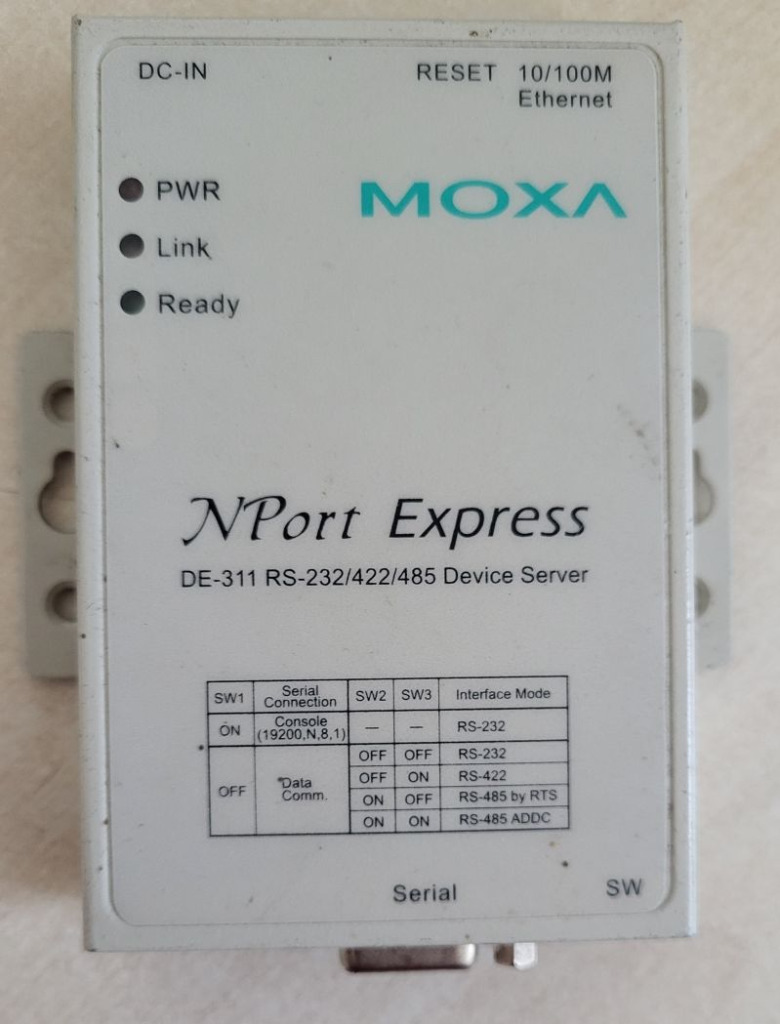 DC-IN
RESET 10/100M
Ethernet
PWR
MOXA
Link
Ready
NPort Express
DE-311 RS-232/422/485 Device Server
SW1 Serial Connection SW2 SW3 Interface Mode
ON Console (19200,N,8,1) — — RS-232
OFF Data Comm. OFF OFF RS-232
OFF ON RS-422
ON OFF RS-485 by RTS
ON ON RS-485 ADDC
Serial
SW